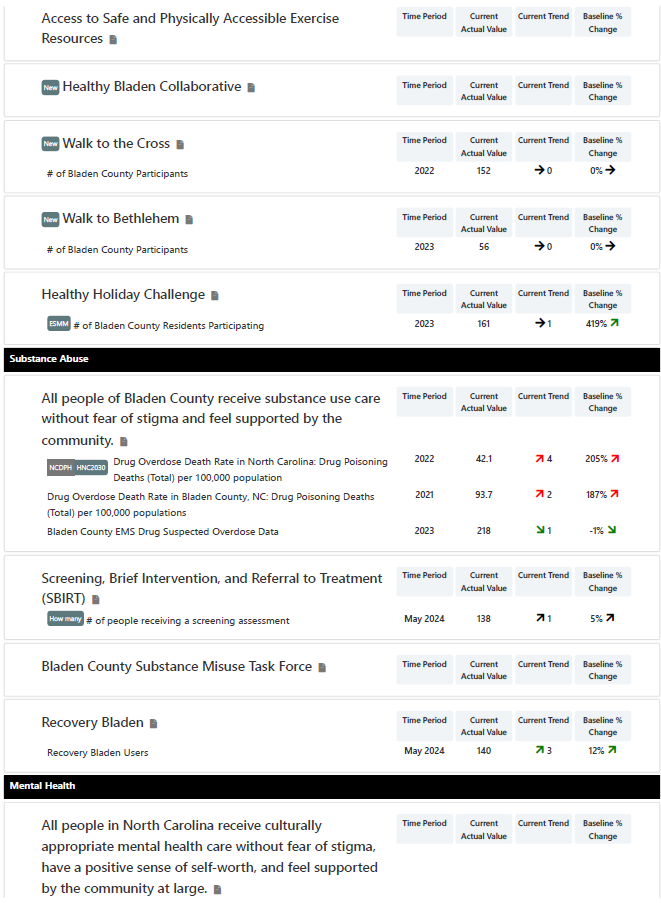 Access to Safe and Physically Accessible Exercise
Resources
Time Period
Current
Actual Value
Current Trend
Baseline %
Change
New Healthy Bladen Collaborative
Time Period
Current
Actual Value
Current Trend
Baseline %
Change
New Walk to the Cross
Time Period
Current
Actual Value
Current Trend
Baseline %
Change
# of Bladen County Participants
2022 152 → 0 0% →
New Walk to Bethlehem
Time Period
Current
Actual Value
Current Trend
Baseline %
Change
# of Bladen County Participants
2023 56 → 0 0% →
Healthy Holiday Challenge
Time Period
Current
Actual Value
Current Trend
Baseline %
Change
ESMM # of Bladen County Residents Participating
2023 161 → 1 419% ↗
Substance Abuse
All people of Bladen County receive substance use care
without fear of stigma and feel supported by the
community.
Time Period
Current
Actual Value
Current Trend
Baseline %
Change
NCDPH HNC2030 Drug Overdose Death Rate in North Carolina: Drug Poisoning
Deaths (Total) per 100,000 population
2022 42.1 ↗ 4 205% ↗
Drug Overdose Death Rate in Bladen County, NC: Drug Poisoning Deaths
(Total) per 100,000 populations
2021 93.7 ↗ 2 187% ↗
Bladen County EMS Drug Suspected Overdose Data
2023 218 ↘ 1 -1% ↘
Screening, Brief Intervention, and Referral to Treatment
(SBIRT)
Time Period
Current
Actual Value
Current Trend
Baseline %
Change
How many # of people receiving a screening assessment
May 2024 138 ↗ 1 5% ↗
Bladen County Substance Misuse Task Force
Time Period
Current
Actual Value
Current Trend
Baseline %
Change
Recovery Bladen
Time Period
Current
Actual Value
Current Trend
Baseline %
Change
Recovery Bladen Users
May 2024 140 ↗ 3 12% ↗
Mental Health
All people in North Carolina receive culturally
appropriate mental health care without fear of stigma,
have a positive sense of self-worth, and feel supported
by the community at large.
Time Period
Current
Actual Value
Current Trend
Baseline %
Change